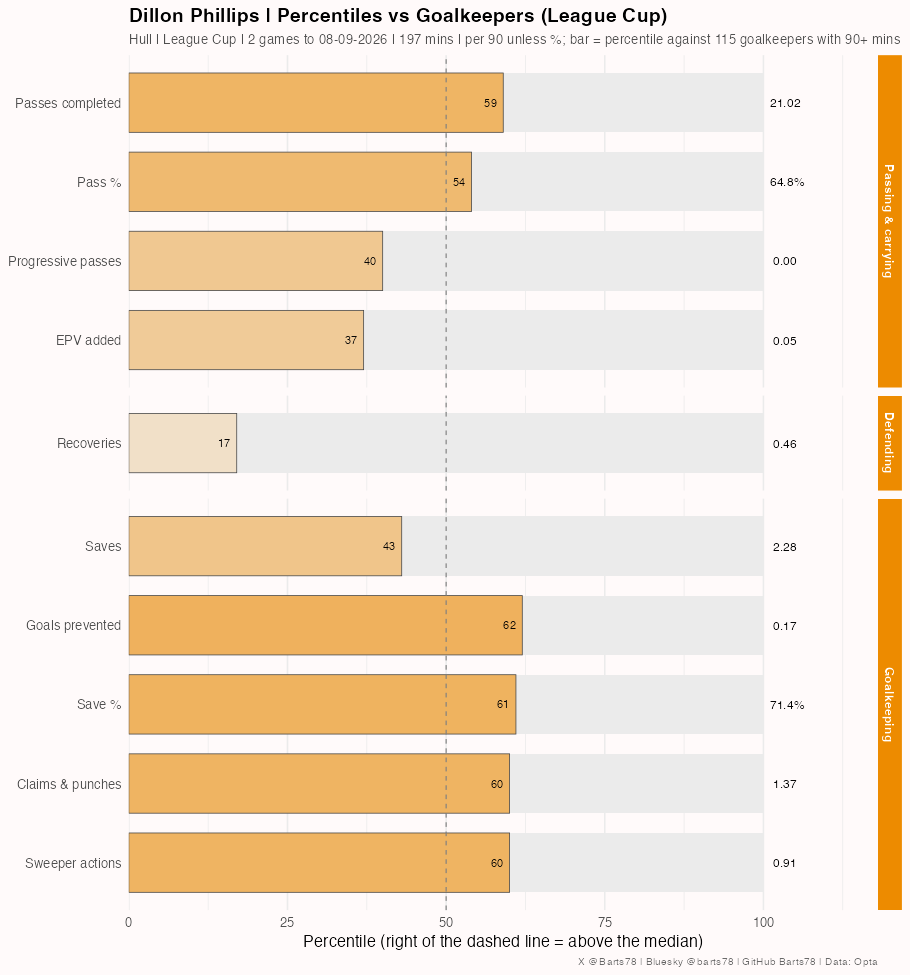 Dillon Phillips | Percentiles vs Goalkeepers (League Cup)
Hull | League Cup | 2 games to 08-09-2026 | 197 mins | per 90 unless %; bar = percentile against 115 goalkeepers with 90+ mins
Passes completed 59 21.02
Pass % 54 64.8%
Progressive passes 40 0.00
EPV added 37 0.05
Passing & carrying
Recoveries 17 0.46
Defending
Saves 43 2.28
Goals prevented 62 0.17
Save % 61 71.4%
Claims & punches 60 1.37
Sweeper actions 60 0.91
Goalkeeping
0 25 50 75 100
Percentile (right of the dashed line = above the median)
X @Barts78 | Bluesky @barts78 | GitHub Barts78 | Data: Opta